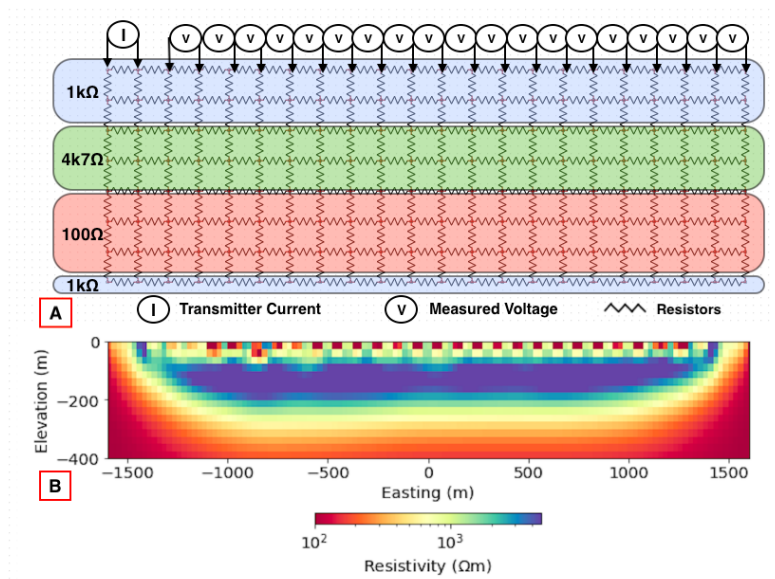 I V V V V V V V V V V V V V V V V V V V
1kΩ
4k7Ω
100Ω
1kΩ
A
I Transmitter Current V Measured Voltage Resistors
0
−200
−400
Elevation (m)
−1500 −1000 −500 0 500 1000 1500
B
Easting (m)
10² 10³
Resistivity (Ωm)